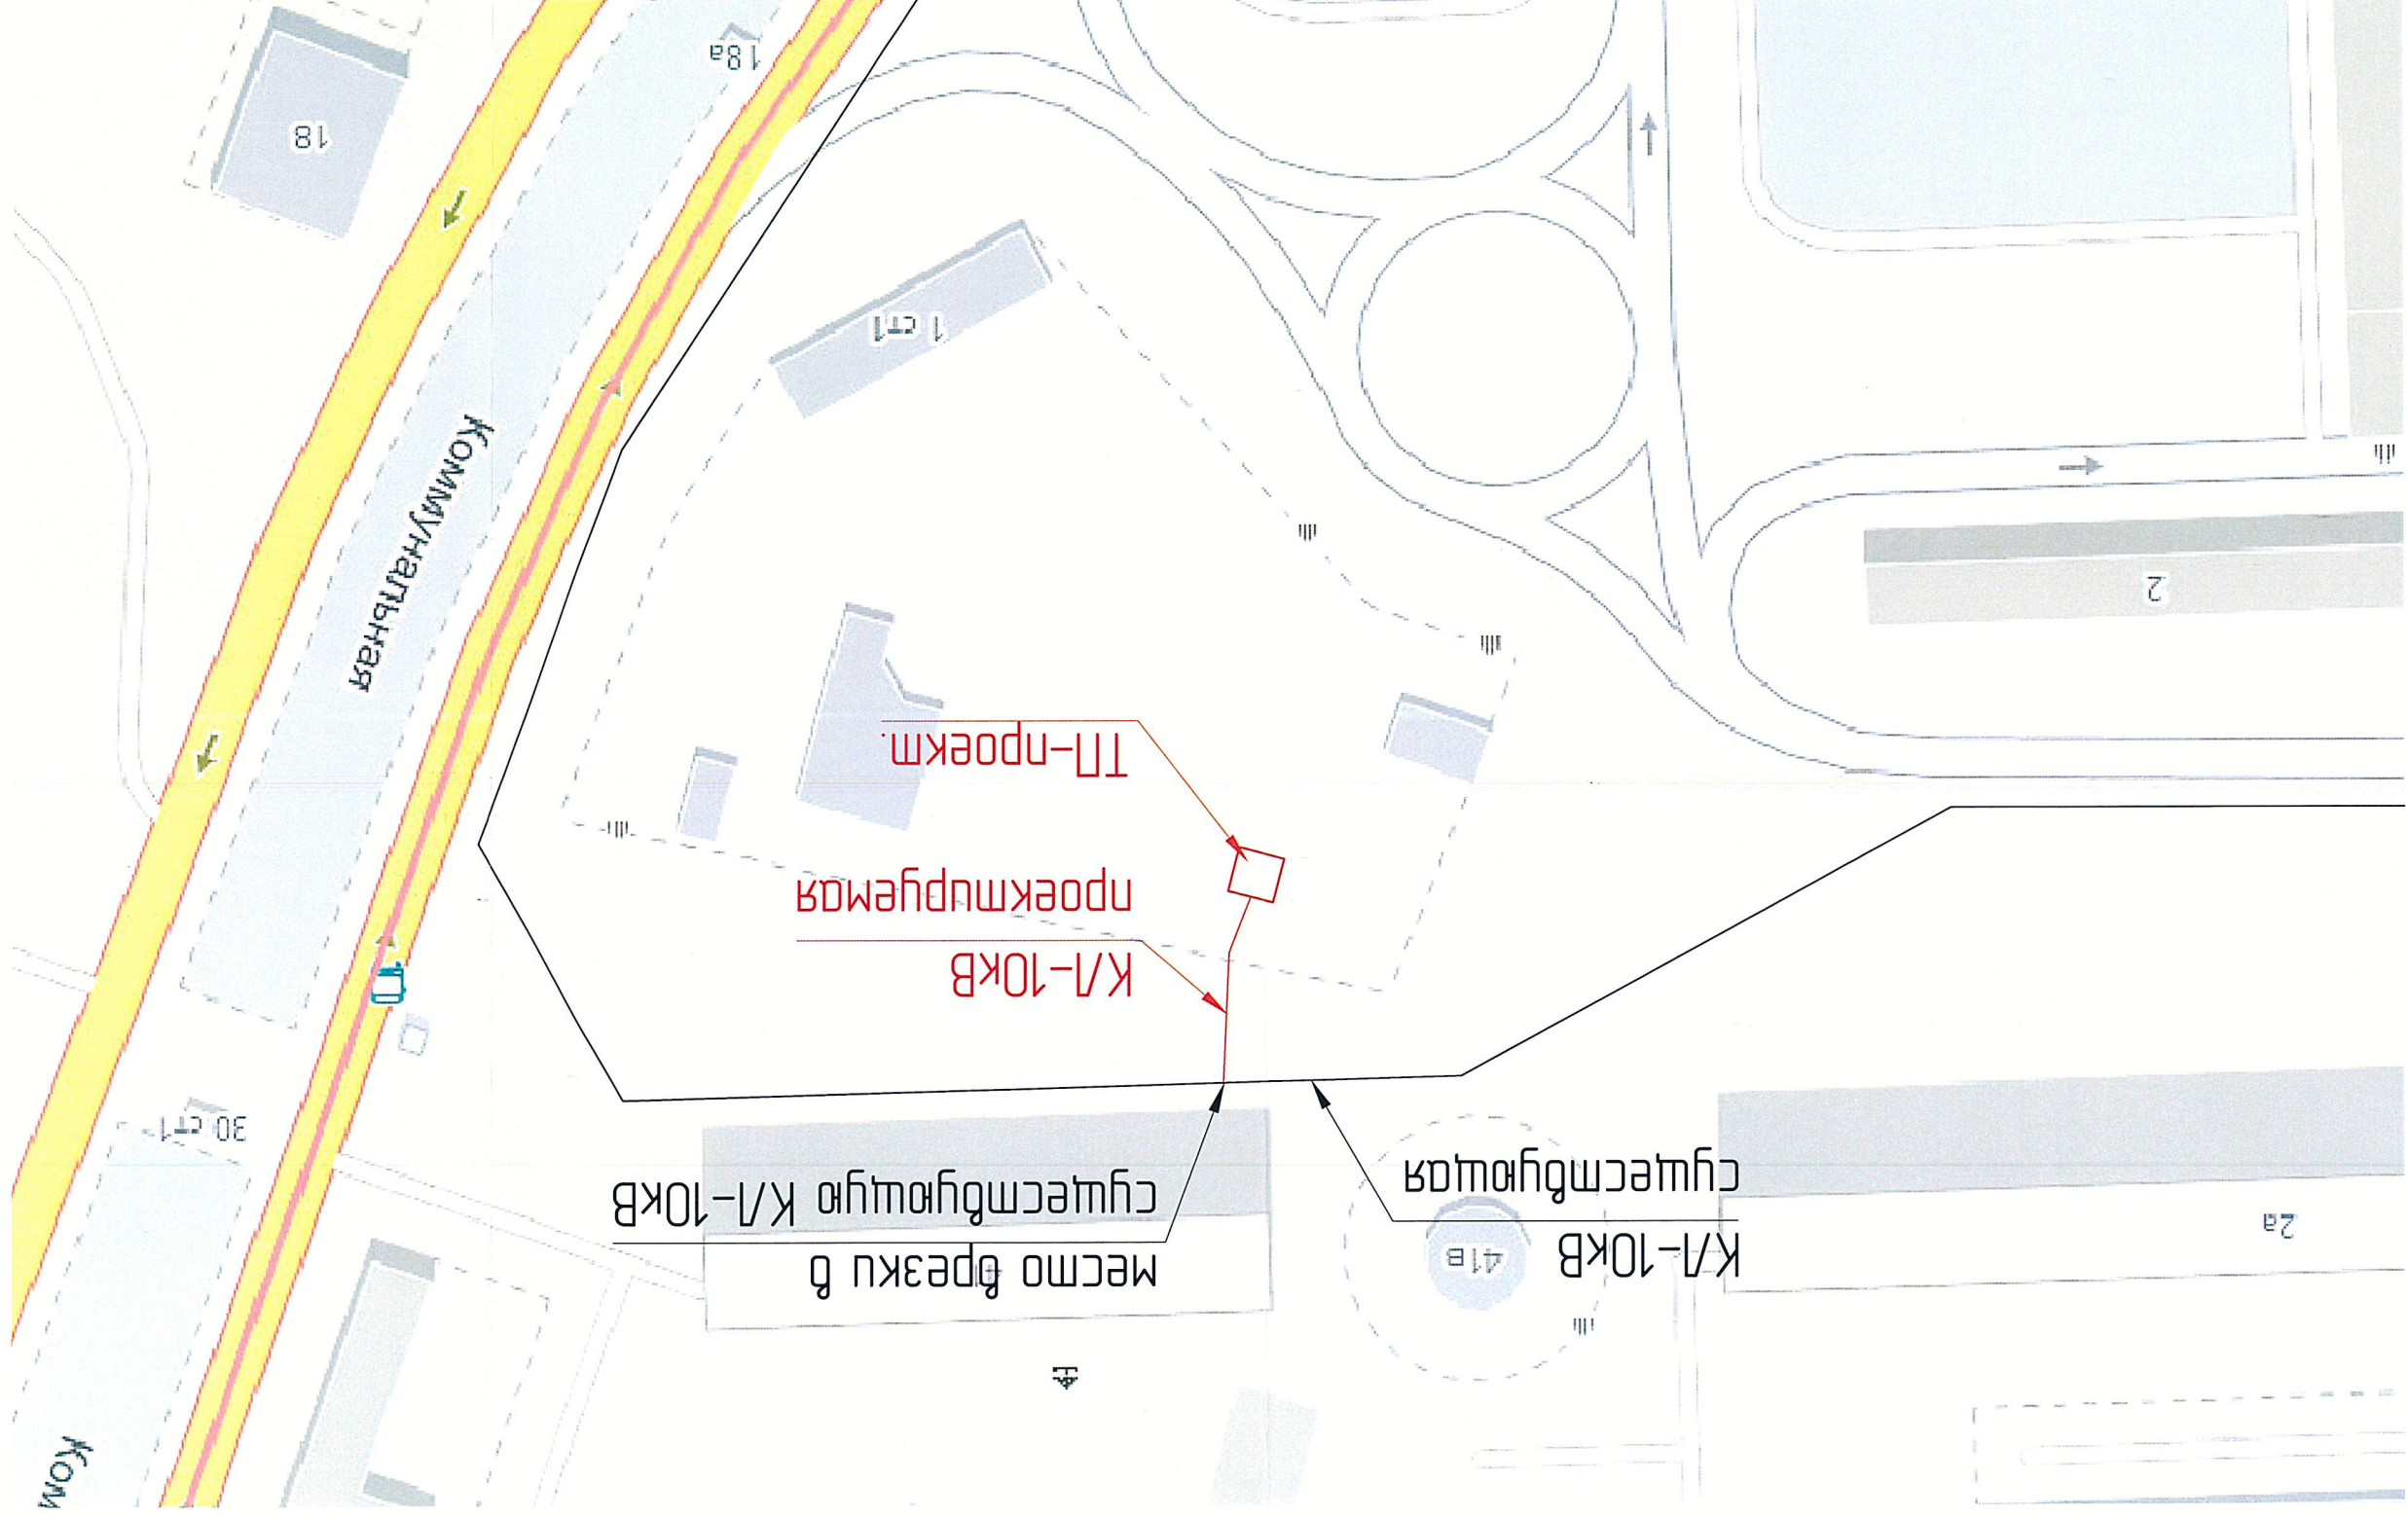 Ком
место врезки в
существующую КЛ-10кВ
КЛ-10кВ
существующая
41в
2а
30 ст1
КЛ-10кВ
проектируемая
ТП-проект.
Коммунальная
2
1 ст1
18
18а